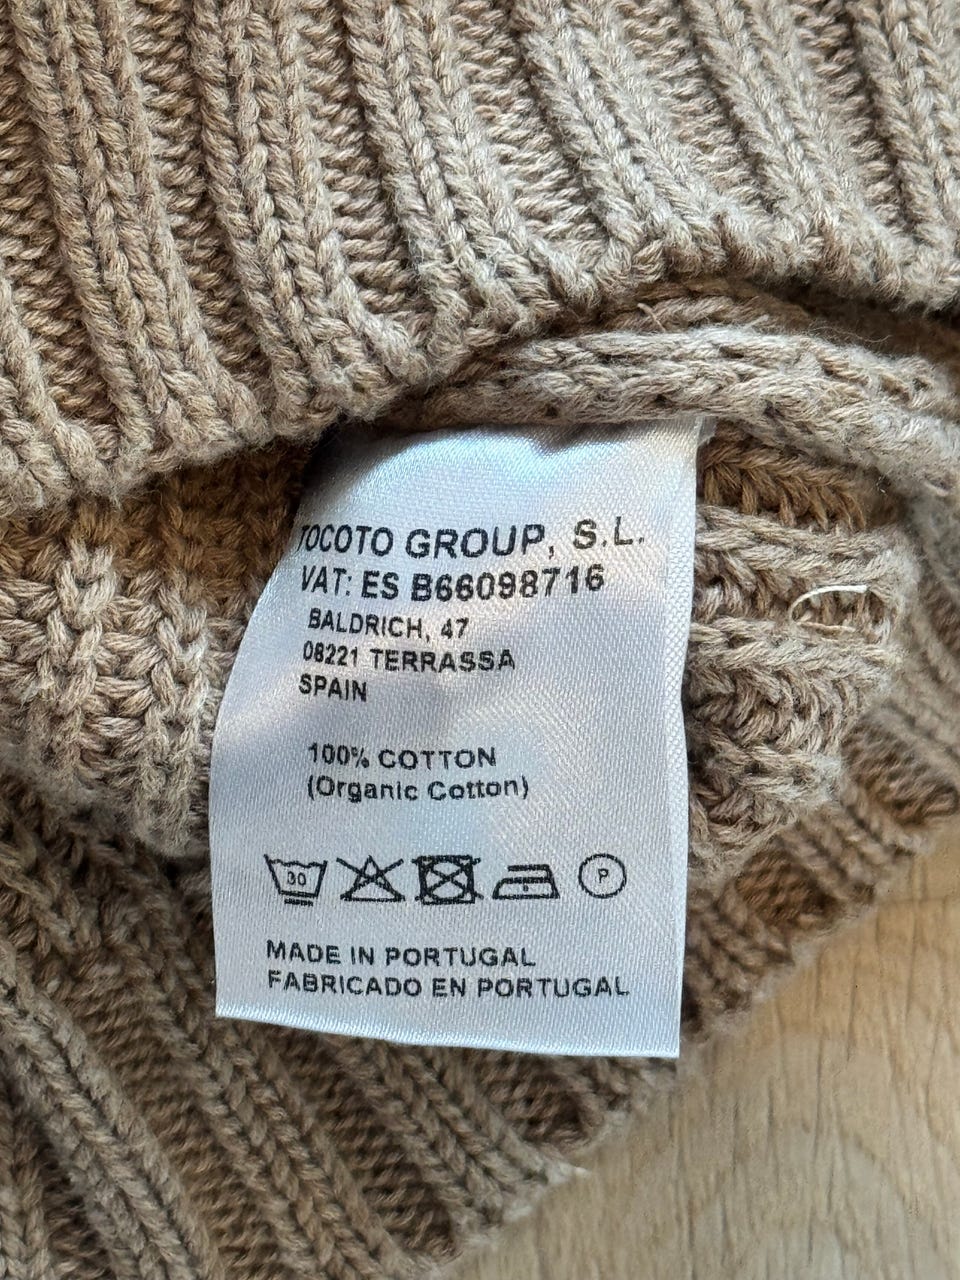 TOCOTO GROUP, S.L.
VAT: ES B66098716
BALDRICH, 47
08221 TERRASSA
SPAIN
100% COTTON
(Organic Cotton)
30 P
MADE IN PORTUGAL
FABRICADO EN PORTUGAL